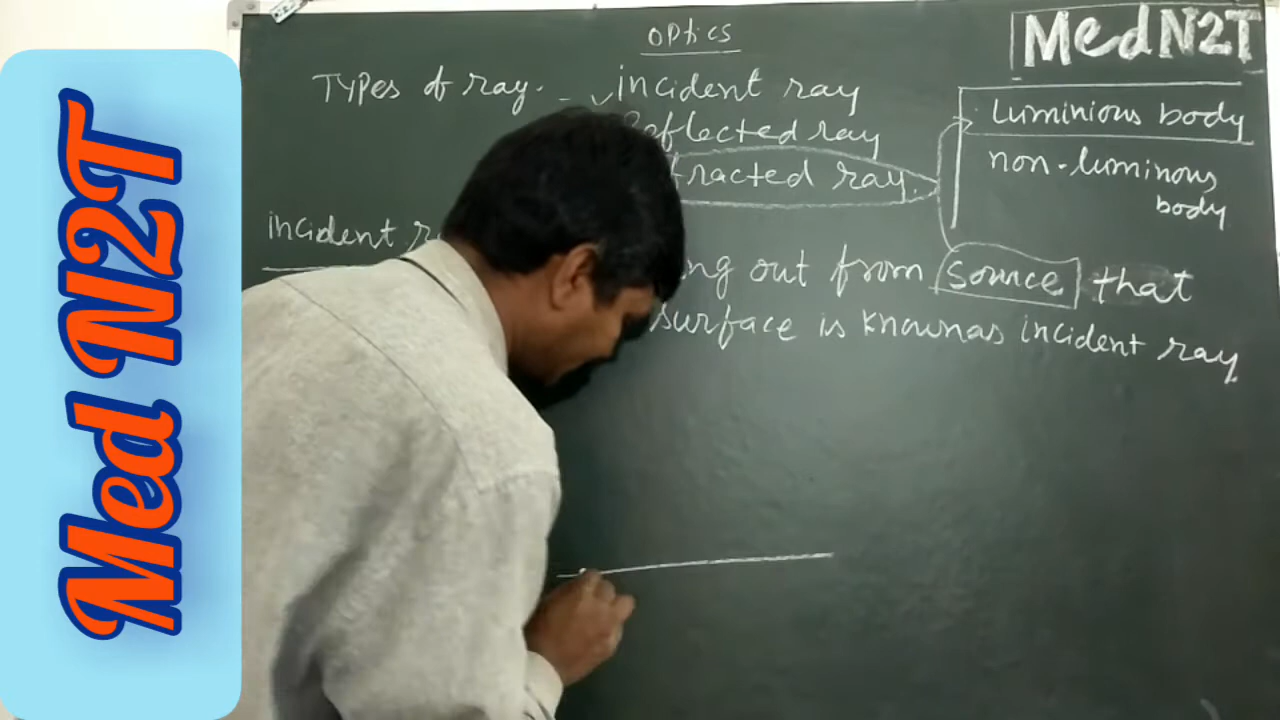 Med N2T
OPtics
MedN2T
TYPes of ray.
incident ray
Reflected ray
fracted ray.
Luminious body
non-luminous
body
incident r
ng out from source that
surface is knownas incident ray